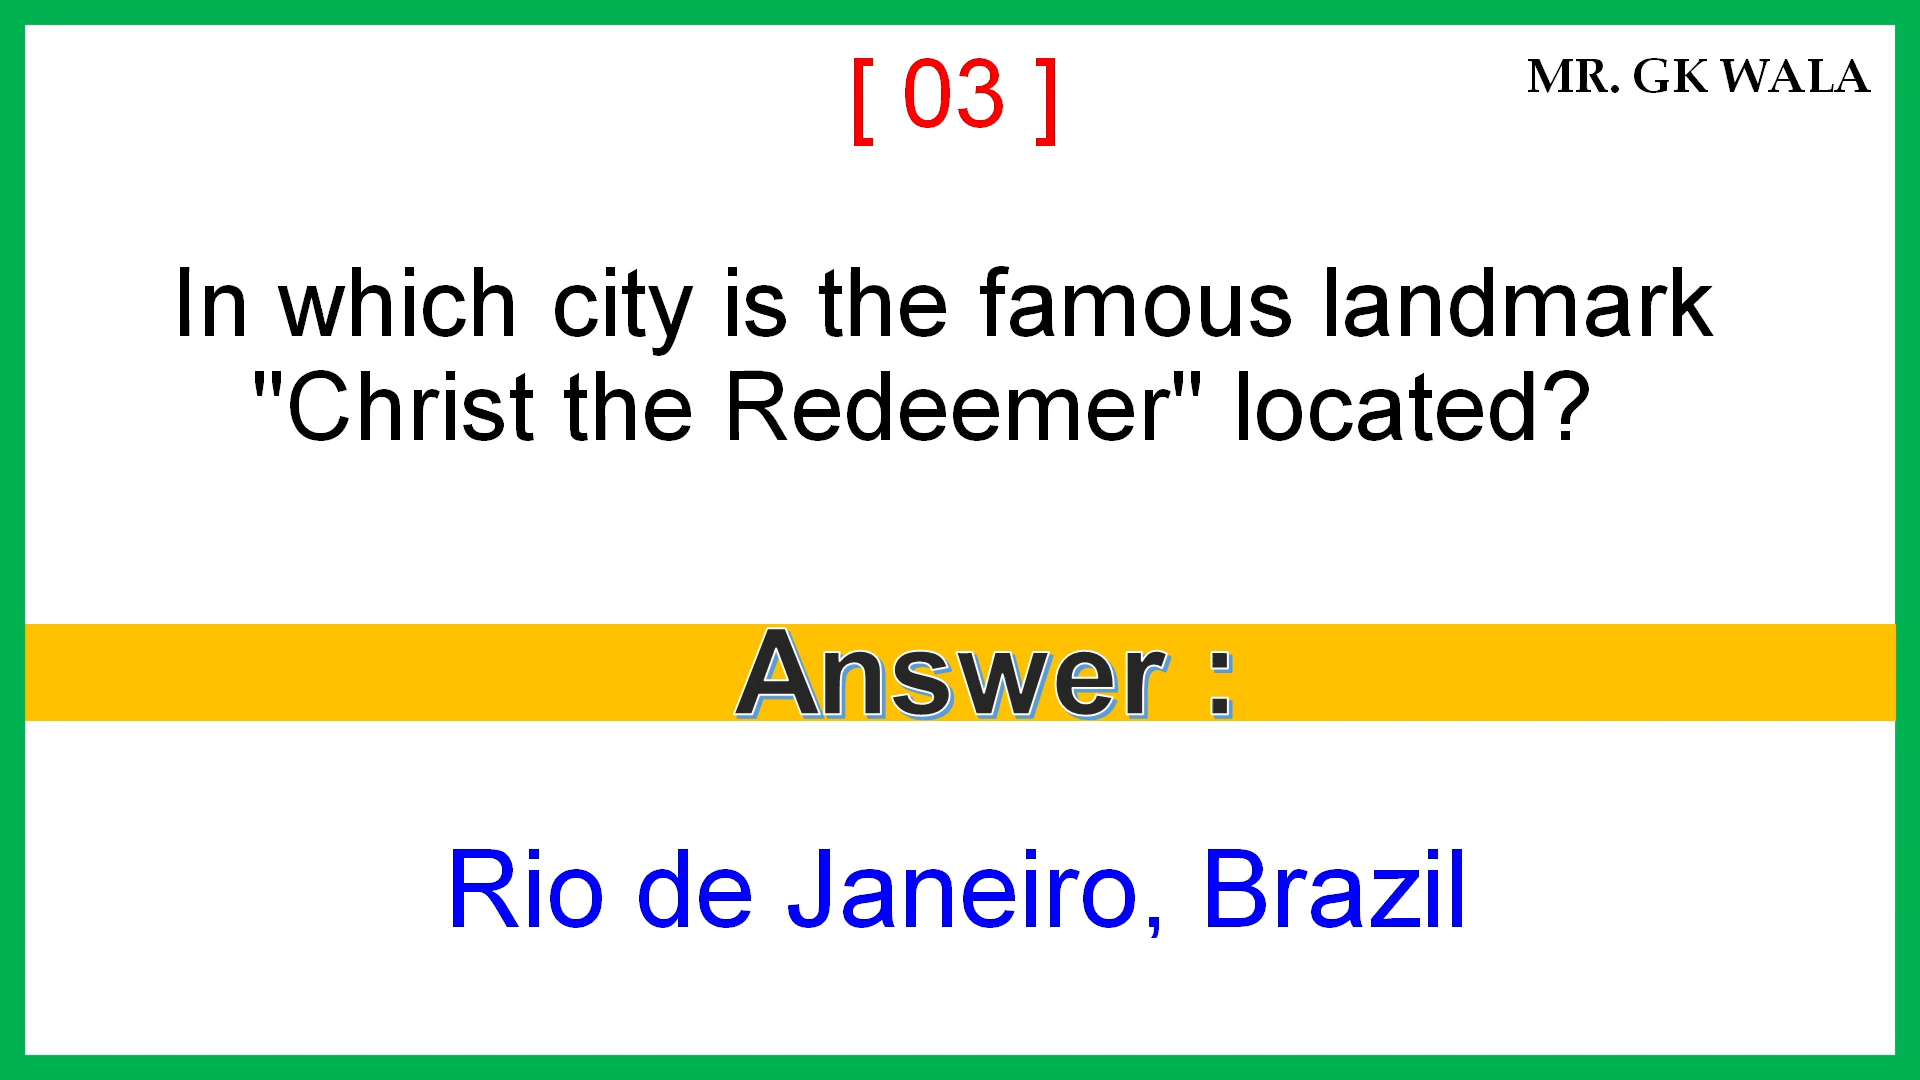 [ 03 ]
MR. GK WALA
In which city is the famous landmark
"Christ the Redeemer" located?
Answer :
Rio de Janeiro, Brazil